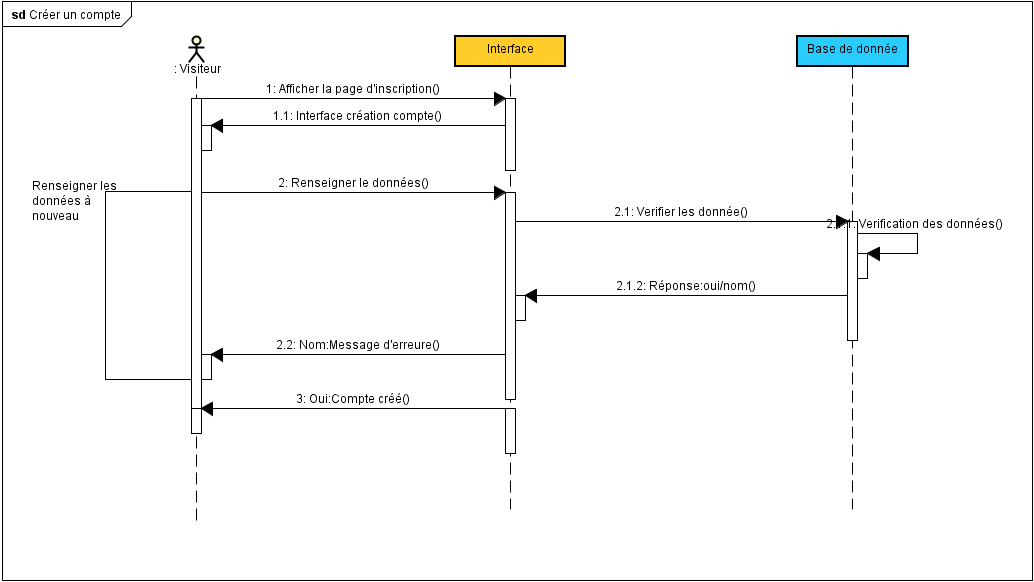 sd Créer un compte
Interface
Base de donnée
: Visiteur
1: Afficher la page d'inscription()
1.1: Interface création compte()
Renseigner les
données à
nouveau
2: Renseigner le données()
2.1: Verifier les donnée()
2.1.1: Verification des données()
2.1.2: Réponse:oui/nom()
2.2: Nom:Message d'erreure()
3: Oui:Compte créé()